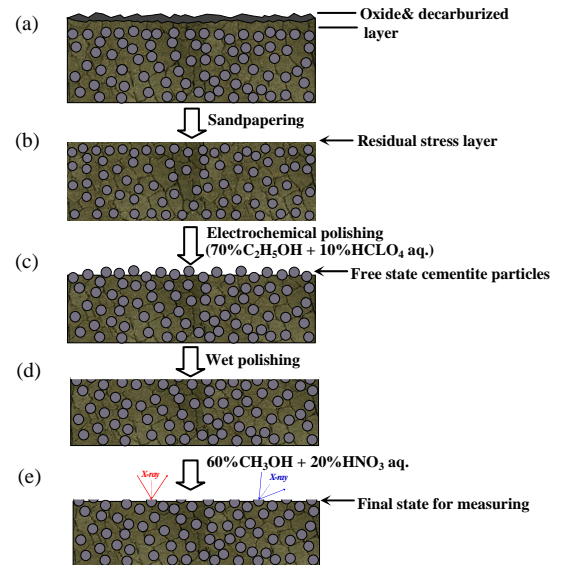 (a)
Oxide& decarburized
layer
Sandpapering
(b)
Residual stress layer
Electrochemical polishing
(70%C₂H₅OH + 10%HCLO₄ aq.)
(c)
Free state cementite particles
Wet polishing
(d)
60%CH₃OH + 20%HNO₃ aq.
(e)
X-ray
X-ray
Final state for measuring